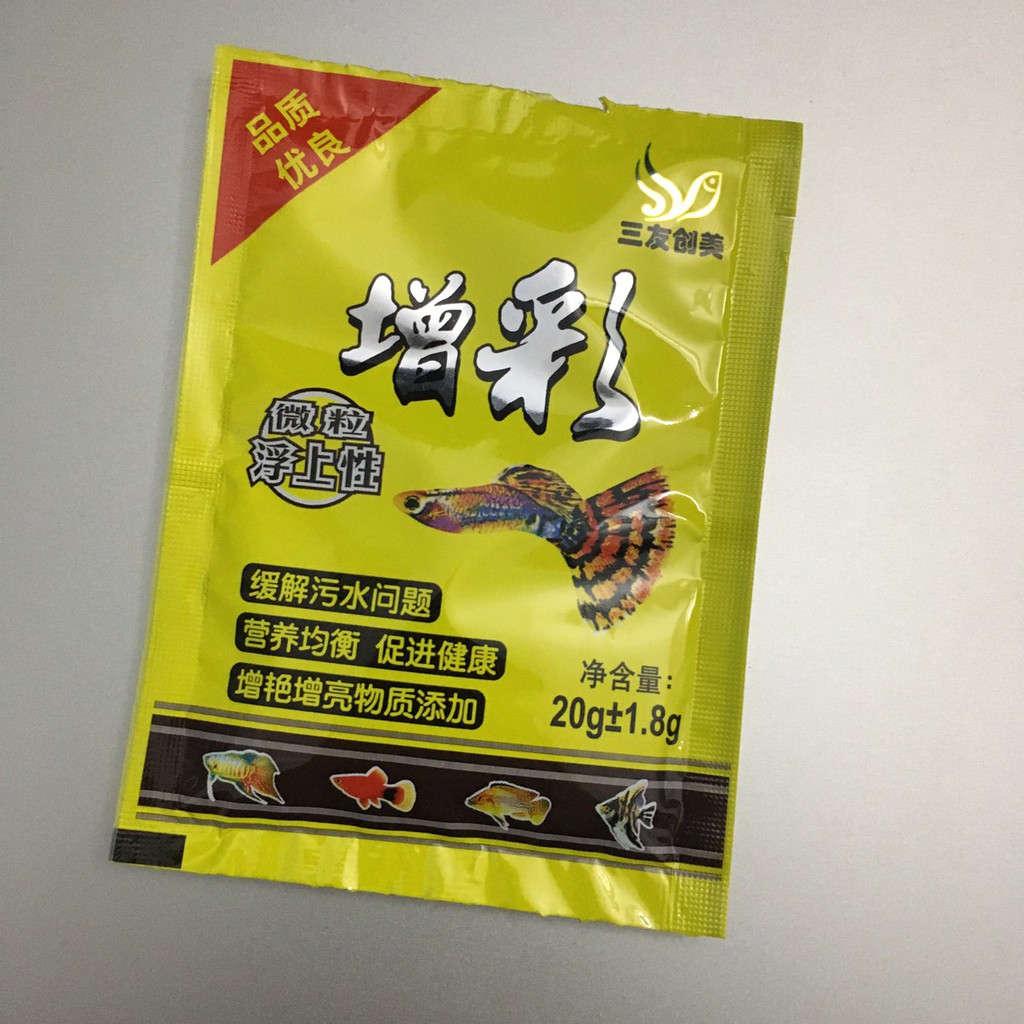 品质
优良
三友创美
增彩
微粒
浮上性
缓解污水问题
营养均衡 促进健康
增艳增亮物质添加
净含量:
20g±1.8g